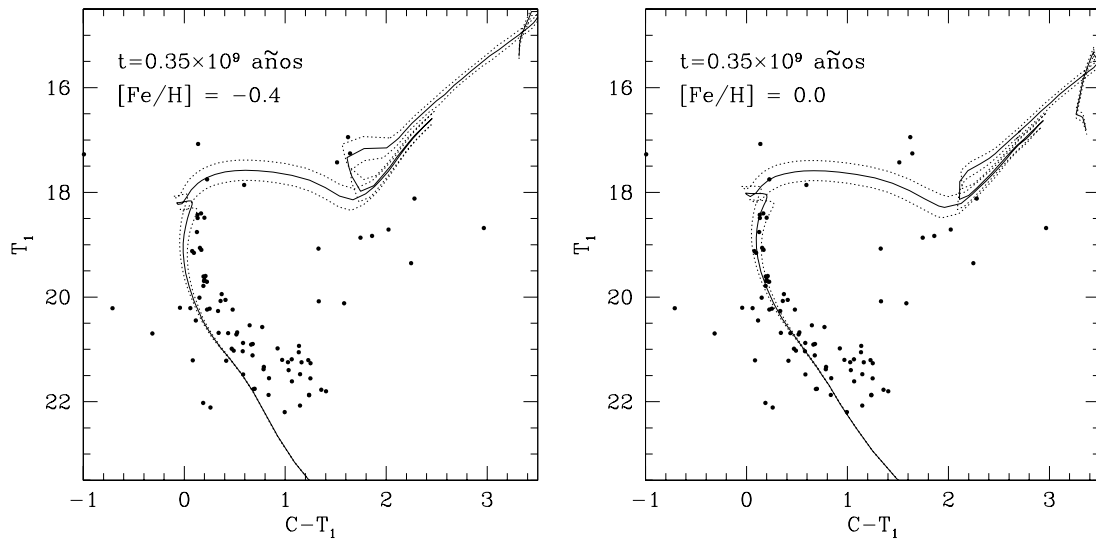 t=0.35×10⁹ años
[Fe/H] = −0.4
16
18
20
22
T₁
−1
0
1
2
3
C−T₁
t=0.35×10⁹ años
[Fe/H] = 0.0
16
18
20
22
T₁
−1
0
1
2
3
C−T₁